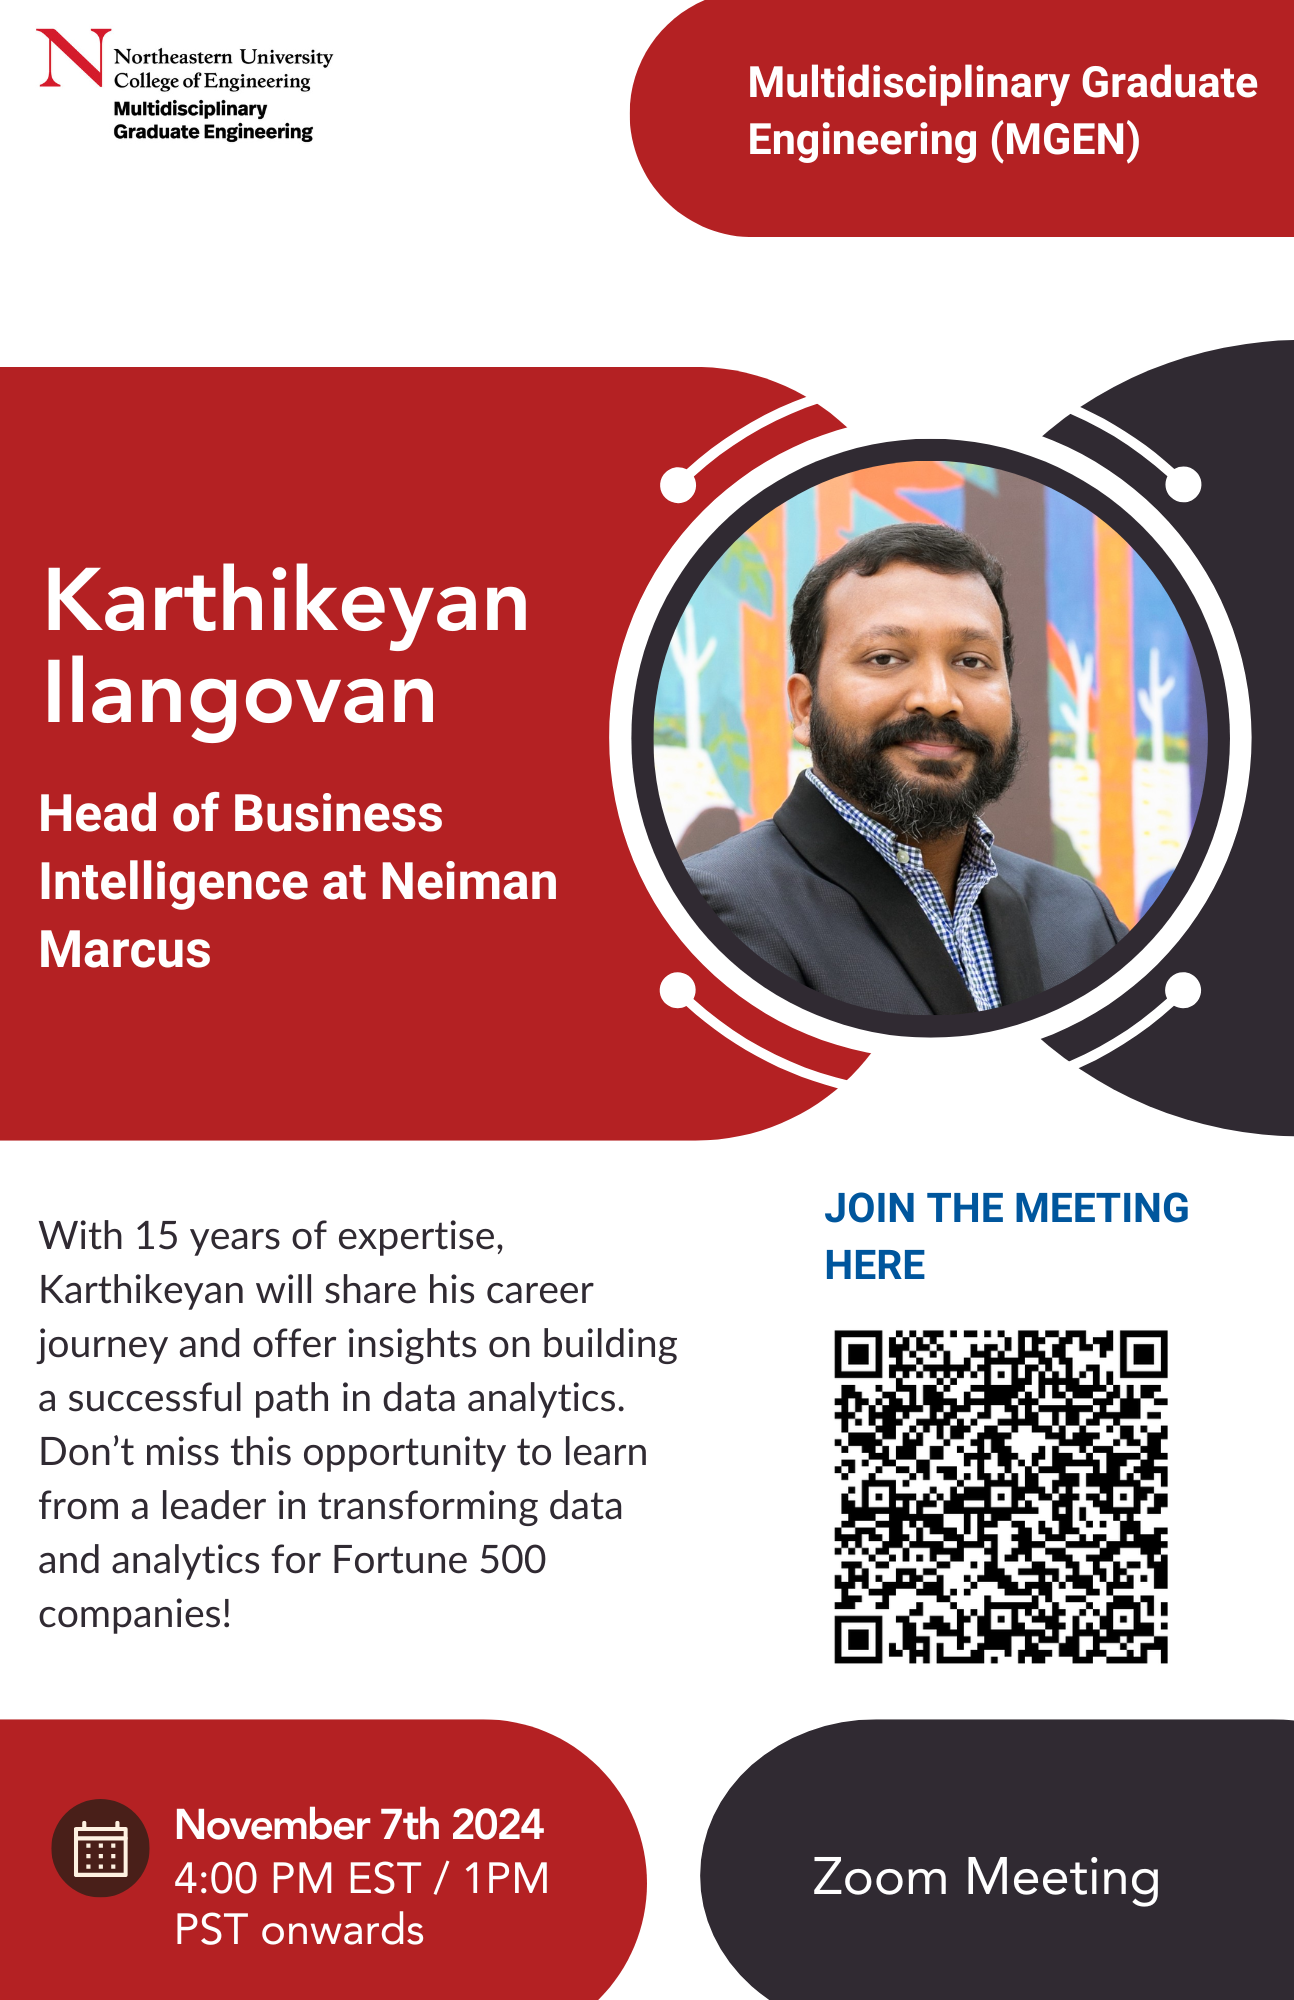 Northeastern University
College of Engineering
Multidisciplinary
Graduate Engineering
Multidisciplinary Graduate
Engineering (MGEN)
Karthikeyan
Ilangovan
Head of Business
Intelligence at Neiman
Marcus
With 15 years of expertise,
Karthikeyan will share his career
journey and offer insights on building
a successful path in data analytics.
Don’t miss this opportunity to learn
from a leader in transforming data
and analytics for Fortune 500
companies!
JOIN THE MEETING
HERE
November 7th 2024
4:00 PM EST / 1PM
PST onwards
Zoom Meeting